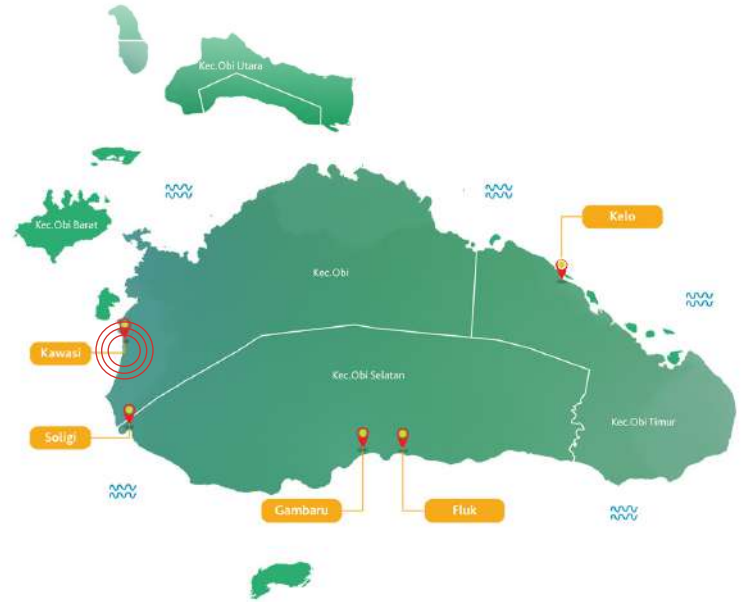 Kec.Obi Utara
Kec.Obi Barat
Kelo
Kec.Obi
Kawasi
Kec.Obi Selatan
Kec.Obi Timur
Soligi
Gambaru
Fluk